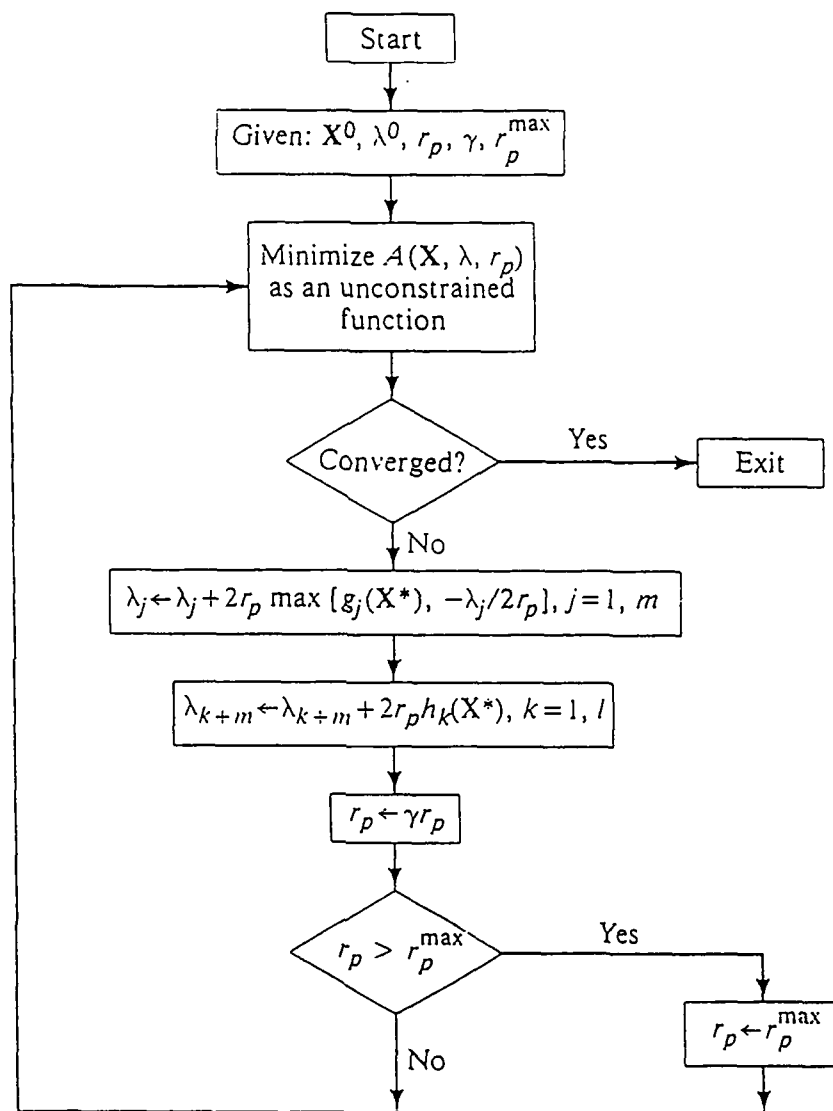 Start
Given: X⁰, λ⁰, r_p, γ, r_p^max
Minimize A(X, λ, r_p)
as an unconstrained
function
Converged?
Yes
Exit
No
λ_j←λ_j+2r_p max [g_j(X*), −λ_j/2r_p], j=1, m
λ_{k+m}←λ_{k+m}+2r_p h_k(X*), k=1, l
r_p←γr_p
r_p > r_p^max
Yes
r_p←r_p^max
No